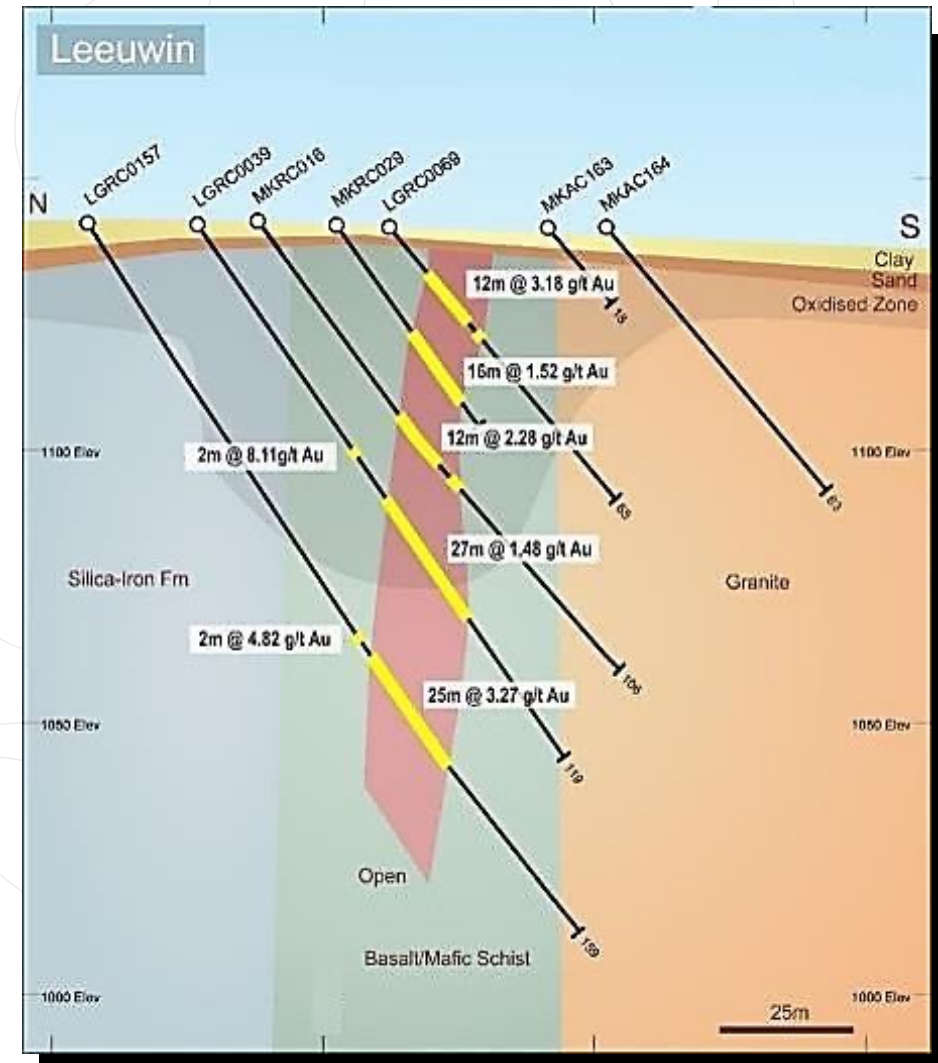 Leeuwin
N
LGRC0157
LGRC0039
MKRC016
MKRC029
LGRC0069
MKAC163
MKAC164
S
Clay
Sand
Oxidised Zone
12m @ 3.18 g/t Au
15
16m @ 1.52 g/t Au
12m @ 2.28 g/t Au
1100 Elev
1100 Elev
2m @ 8.11g/t Au
63
65
27m @ 1.48 g/t Au
Silica-Iron Fm
Granite
2m @ 4.82 g/t Au
106
25m @ 3.27 g/t Au
1050 Elev
1050 Elev
119
Open
159
Basalt/Mafic Schist
1000 Elev
1000 Elev
25m